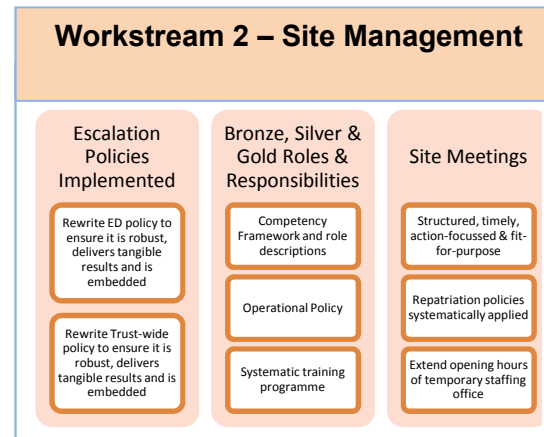 Workstream 2 – Site Management
Escalation
Policies
Implemented
Rewrite ED policy to
ensure it is robust,
delivers tangible
results and is
embedded
Rewrite Trust-wide
policy to ensure it is
robust, delivers
tangible results and is
embedded
Bronze, Silver &
Gold Roles &
Responsibilities
Competency
Framework and role
descriptions
Operational Policy
Systematic training
programme
Site Meetings
Structured, timely,
action-focussed & fit-
for-purpose
Repatriation policies
systematically applied
Extend opening hours
of temporary staffing
office